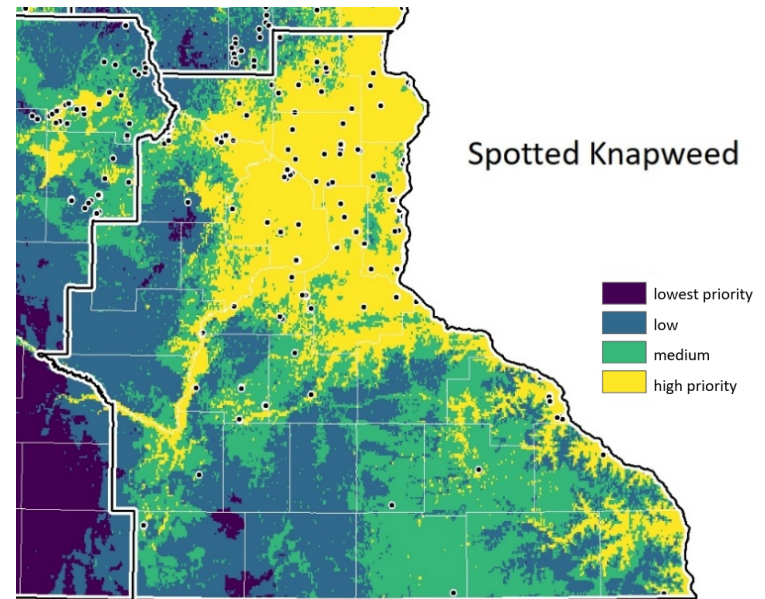 Spotted Knapweed
lowest priority
low
medium
high priority